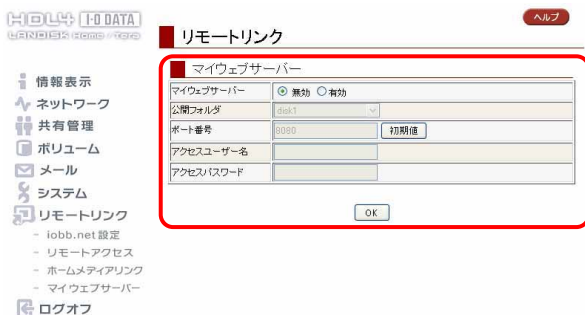 HDL4 I-O DATA
LANDISK Home / Tera
ヘルプ
リモートリンク
情報表示
ネットワーク
共有管理
ボリューム
メール
システム
リモートリンク
- iobb.net設定
- リモートアクセス
- ホームメディアリンク
- マイウェブサーバー
ログオフ
マイウェブサーバー
マイウェブサーバー 無効 有効
公開フォルダ disk1
ポート番号 8080 初期値
アクセスユーザー名
アクセスパスワード
OK